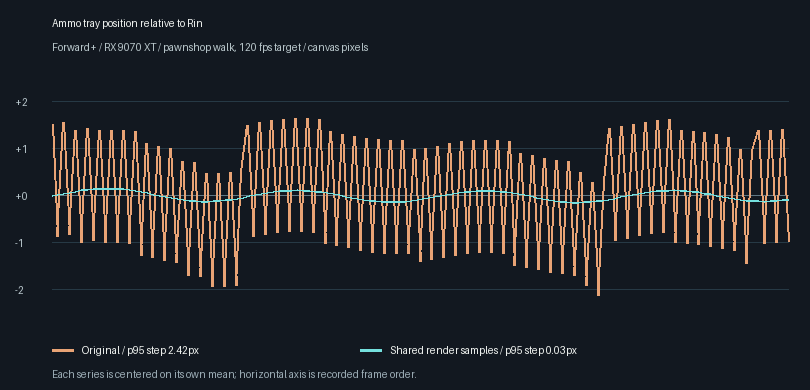 Ammo tray position relative to Rin
Forward+ / RX 9070 XT / pawnshop walk, 120 fps target / canvas pixels
+2
+1
+0
-1
-2
Original / p95 step 2.42px
Shared render samples / p95 step 0.03px
Each series is centered on its own mean; horizontal axis is recorded frame order.